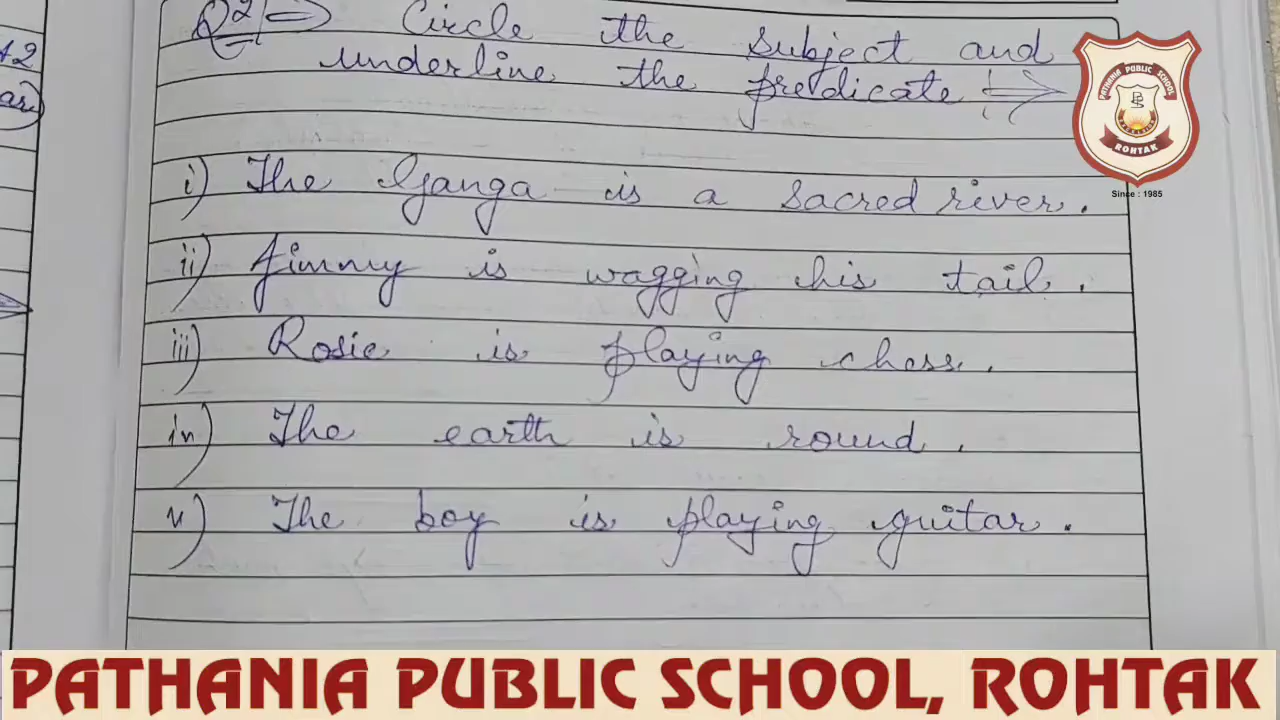 Q2 ⇒ Circle the subject and
underline the predicate ⇒
i) The Ganga is a sacred river.
ii) Jimmy is wagging his tail.
iii) Rosie is playing chess.
iv) The earth is round.
v) The boy is playing guitar.
PATHANIA PUBLIC SCHOOL
ROHTAK
Since : 1985
PATHANIA PUBLIC SCHOOL, ROHTAK